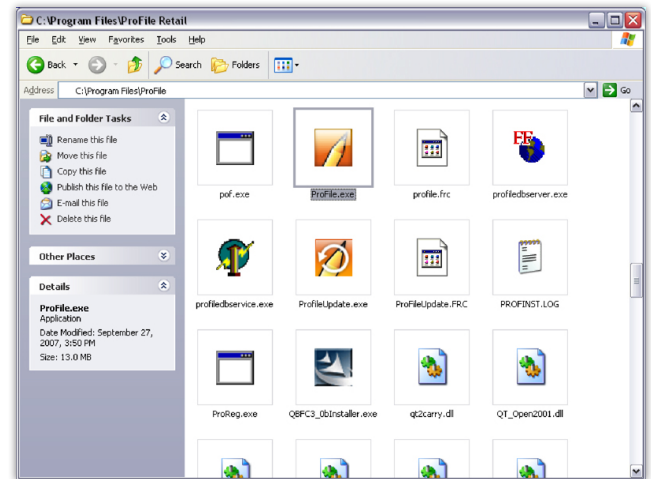 C:\Program Files\ProFile Retail
File Edit View Favorites Tools Help
Back Search Folders
Address C:\Program Files\ProFile Go
File and Folder Tasks
Rename this file
Move this file
Copy this file
Publish this file to the Web
E-mail this file
Delete this file
Other Places
Details
ProFile.exe
Application
Date Modified: September 27,
2007, 3:50 PM
Size: 13.0 MB
pof.exe ProFile.exe profile.frc profiledbserver.exe
profiledbservice.exe ProfileUpdate.exe ProFileUpdate.FRC PROFINST.LOG
ProReg.exe QBFC3_0bInstaller.exe qt2carry.dll QT_Open2001.dll